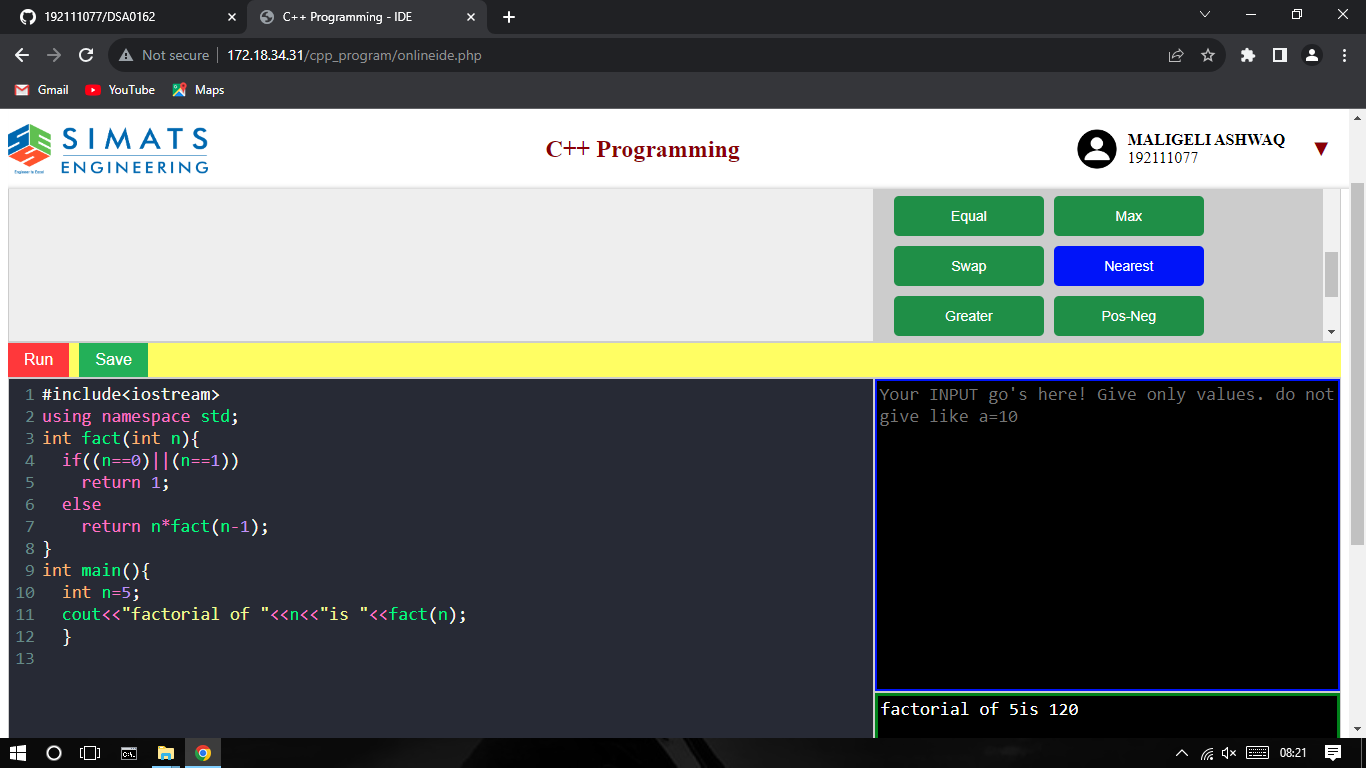 192111077/DSA0162
C++ Programming - IDE
Not secure
172.18.34.31/cpp_program/onlineide.php
Gmail
YouTube
Maps
SIMATS
ENGINEERING
Engineer to Excel
C++ Programming
MALIGELI ASHWAQ
192111077
Equal
Max
Swap
Nearest
Greater
Pos-Neg
Run
Save
1 #include<iostream>
2 using namespace std;
3 int fact(int n){
4   if((n==0)||(n==1))
5     return 1;
6   else
7     return n*fact(n-1);
8 }
9 int main(){
10   int n=5;
11   cout<<"factorial of "<<n<<"is "<<fact(n);
12   }
13
Your INPUT go's here! Give only values. do not
give like a=10
factorial of 5is 120
08:21